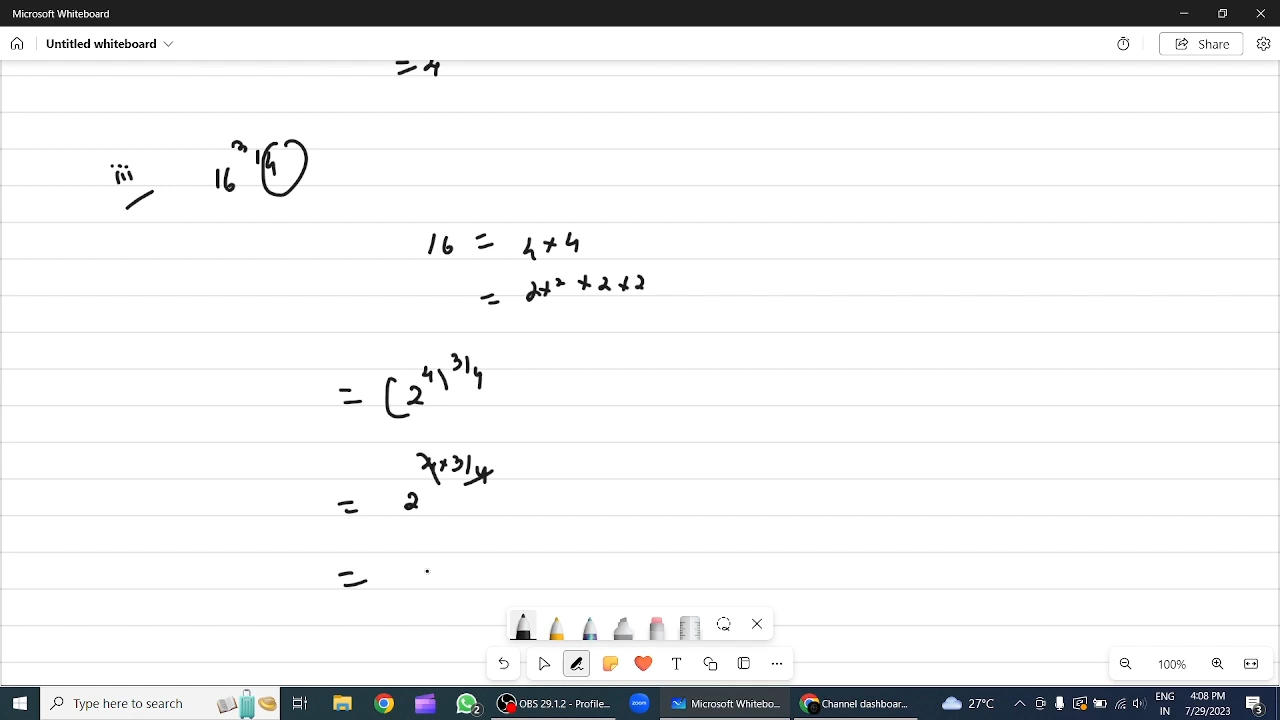 Microsoft Whiteboard
Untitled whiteboard
Share
= 4
iii 16^3/4
16 = 4 × 4
= 2 × 2 × 2 × 2
= (2^4)^3/4
= 2^4×3/4
=
100%
Type here to search
2
OBS 29.1.2 - Profile...
zoom
Microsoft Whitebo...
Channel dashboar...
27°C
ENG
IN
4:08 PM
7/29/2023